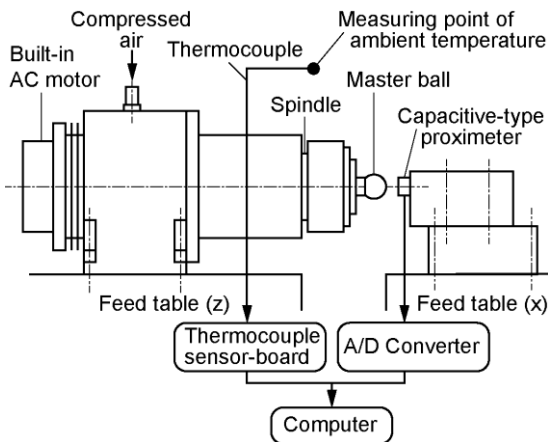 Compressed
air
Measuring point of
ambient temperature
Thermocouple
Built-in
AC motor
Master ball
Spindle
Capacitive-type
proximeter
Feed table (z)
Feed table (x)
Thermocouple
sensor-board
A/D Converter
Computer